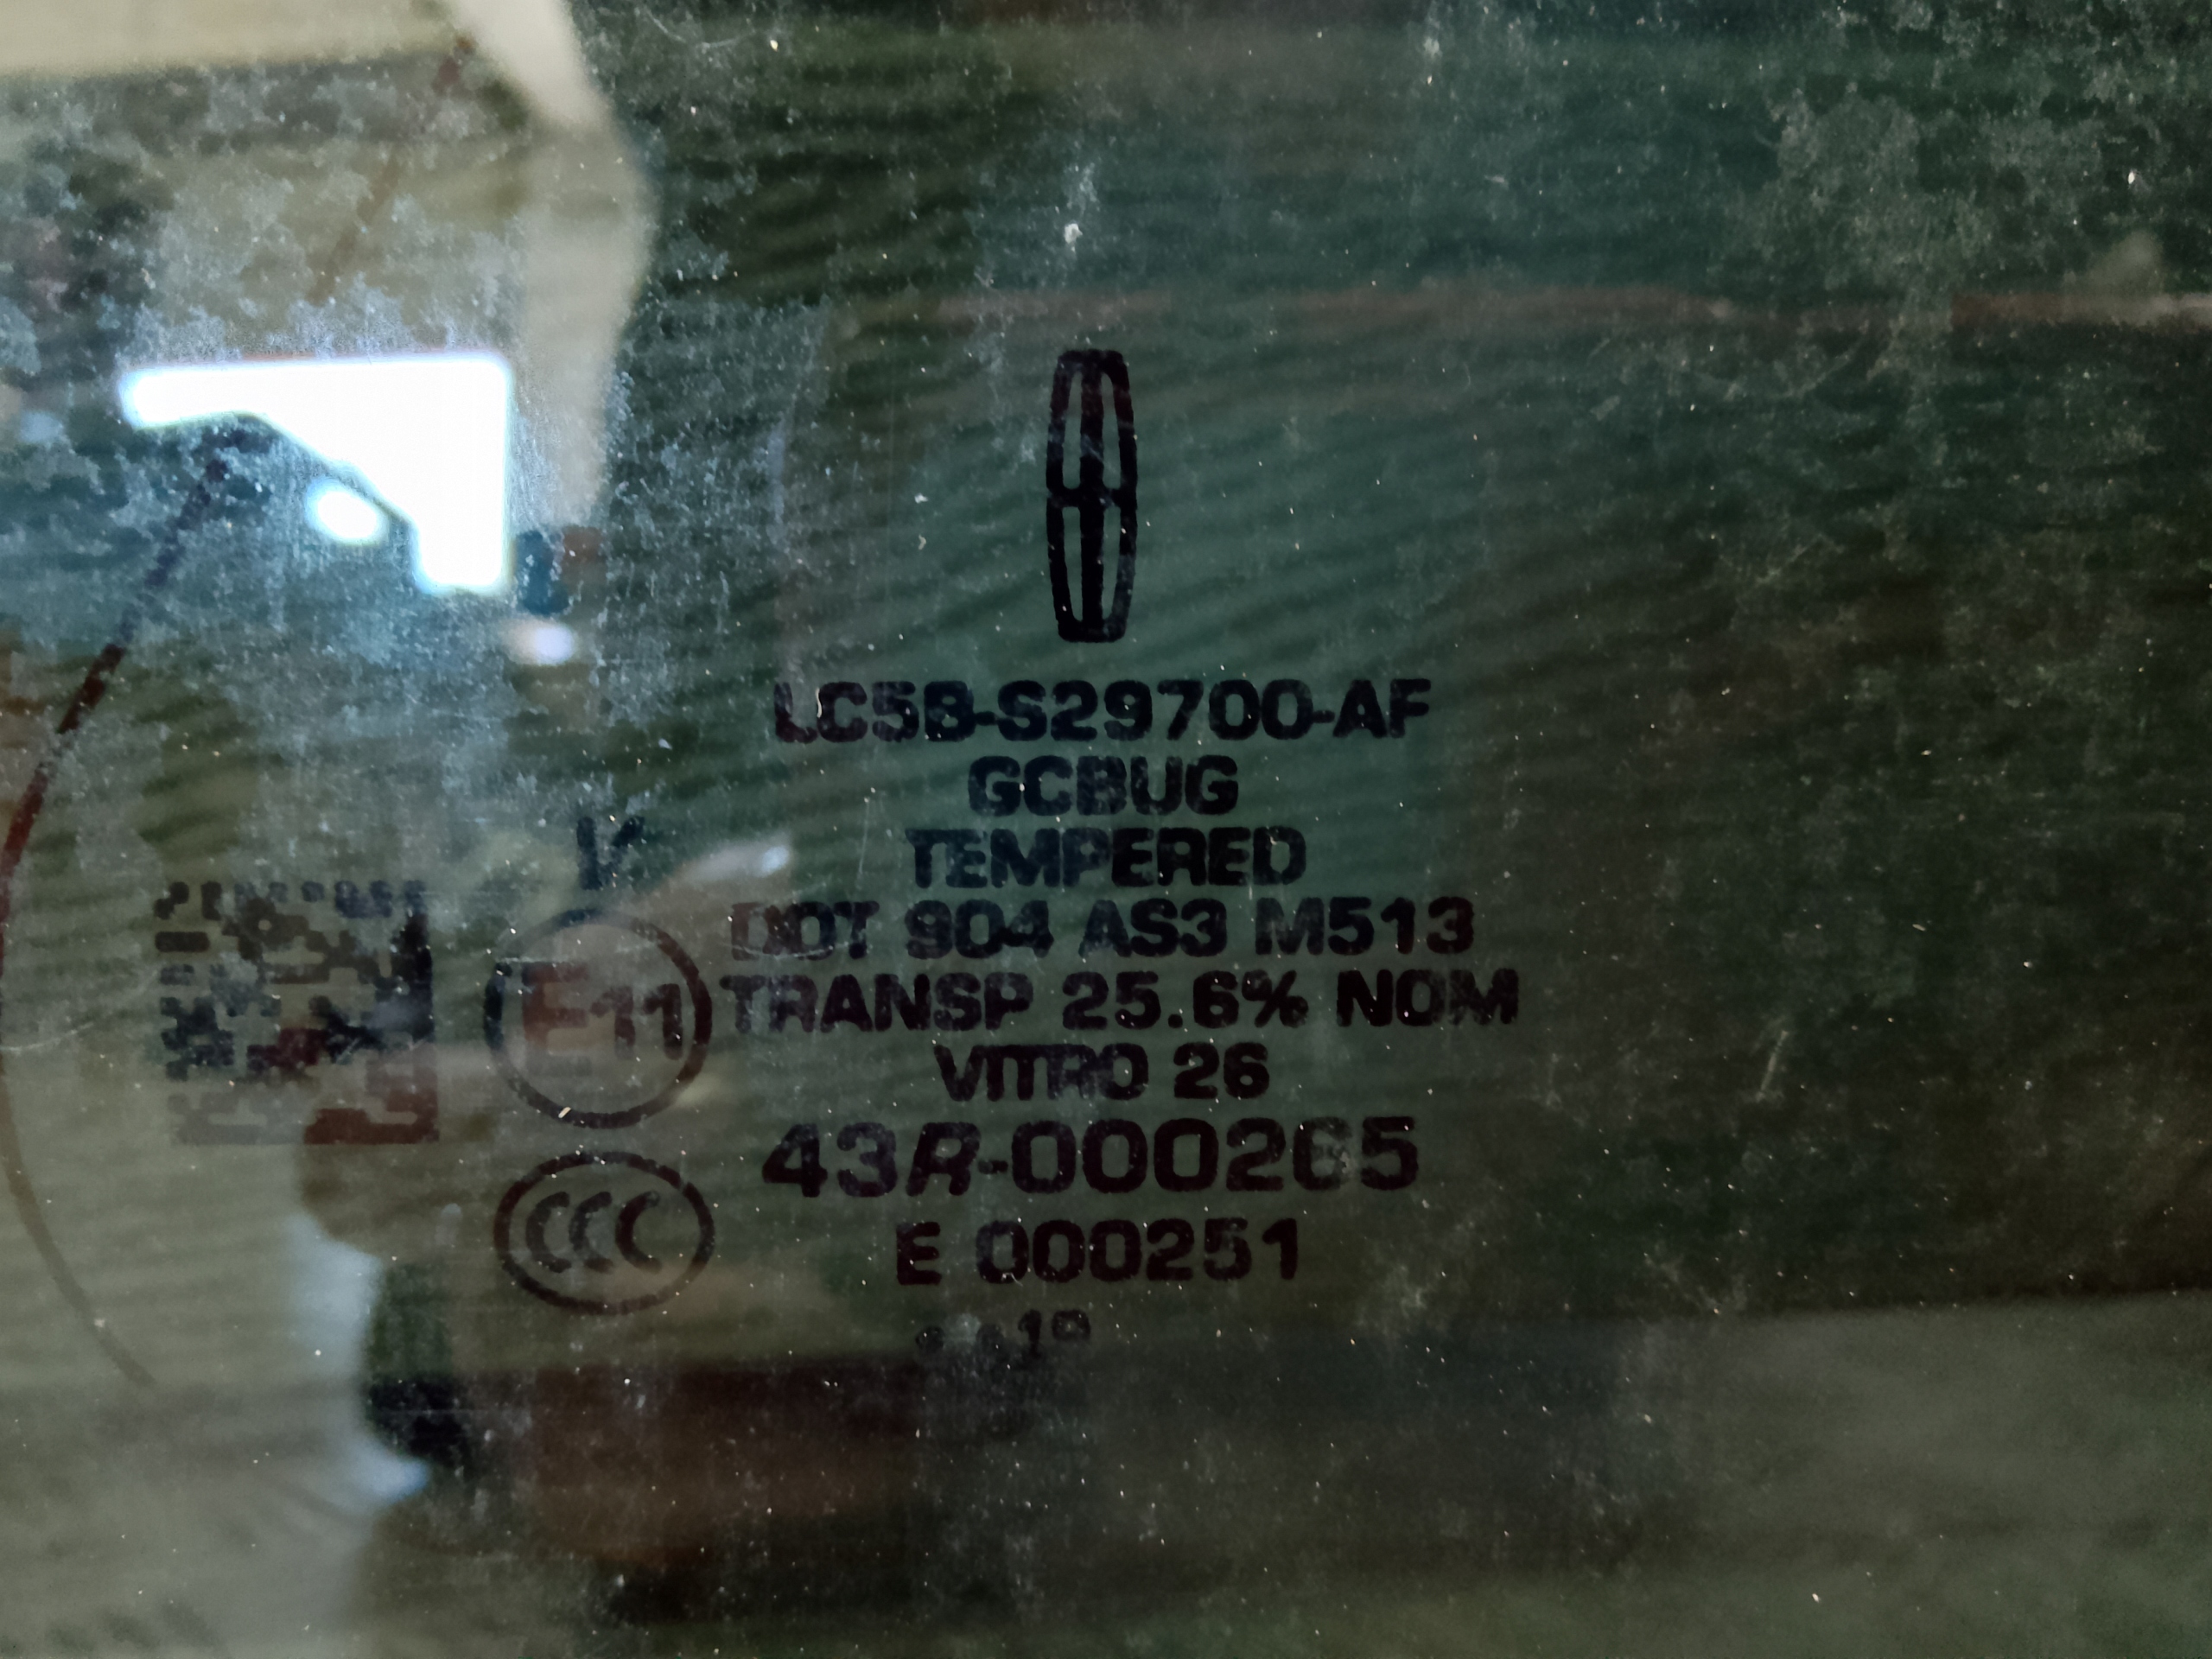 LC5B-S29700-AF
GCBUG
TEMPERED
V
DOT 904 AS3 M513
E11
TRANSP 25.6% NOM
VITRO 26
43R-000265
CCC
E 000251